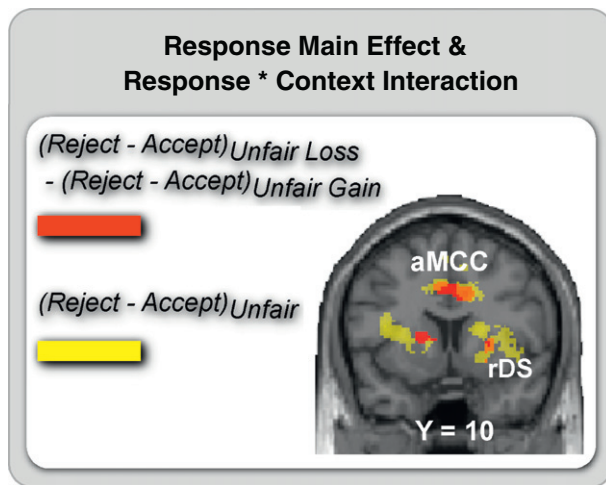 Response Main Effect &
Response * Context Interaction
(Reject - Accept)Unfair Loss
- (Reject - Accept)Unfair Gain
(Reject - Accept)Unfair
aMCC
rDS
Y = 10